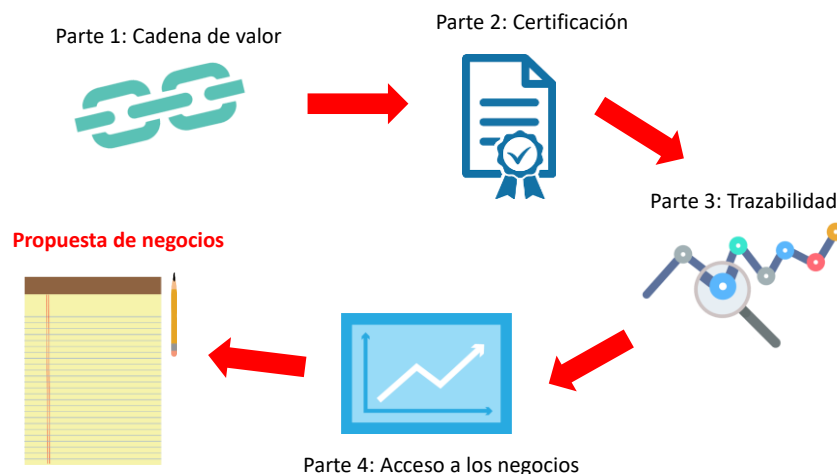 Parte 1: Cadena de valor
Parte 2: Certificación
Parte 3: Trazabilidad
Parte 4: Acceso a los negocios
Propuesta de negocios